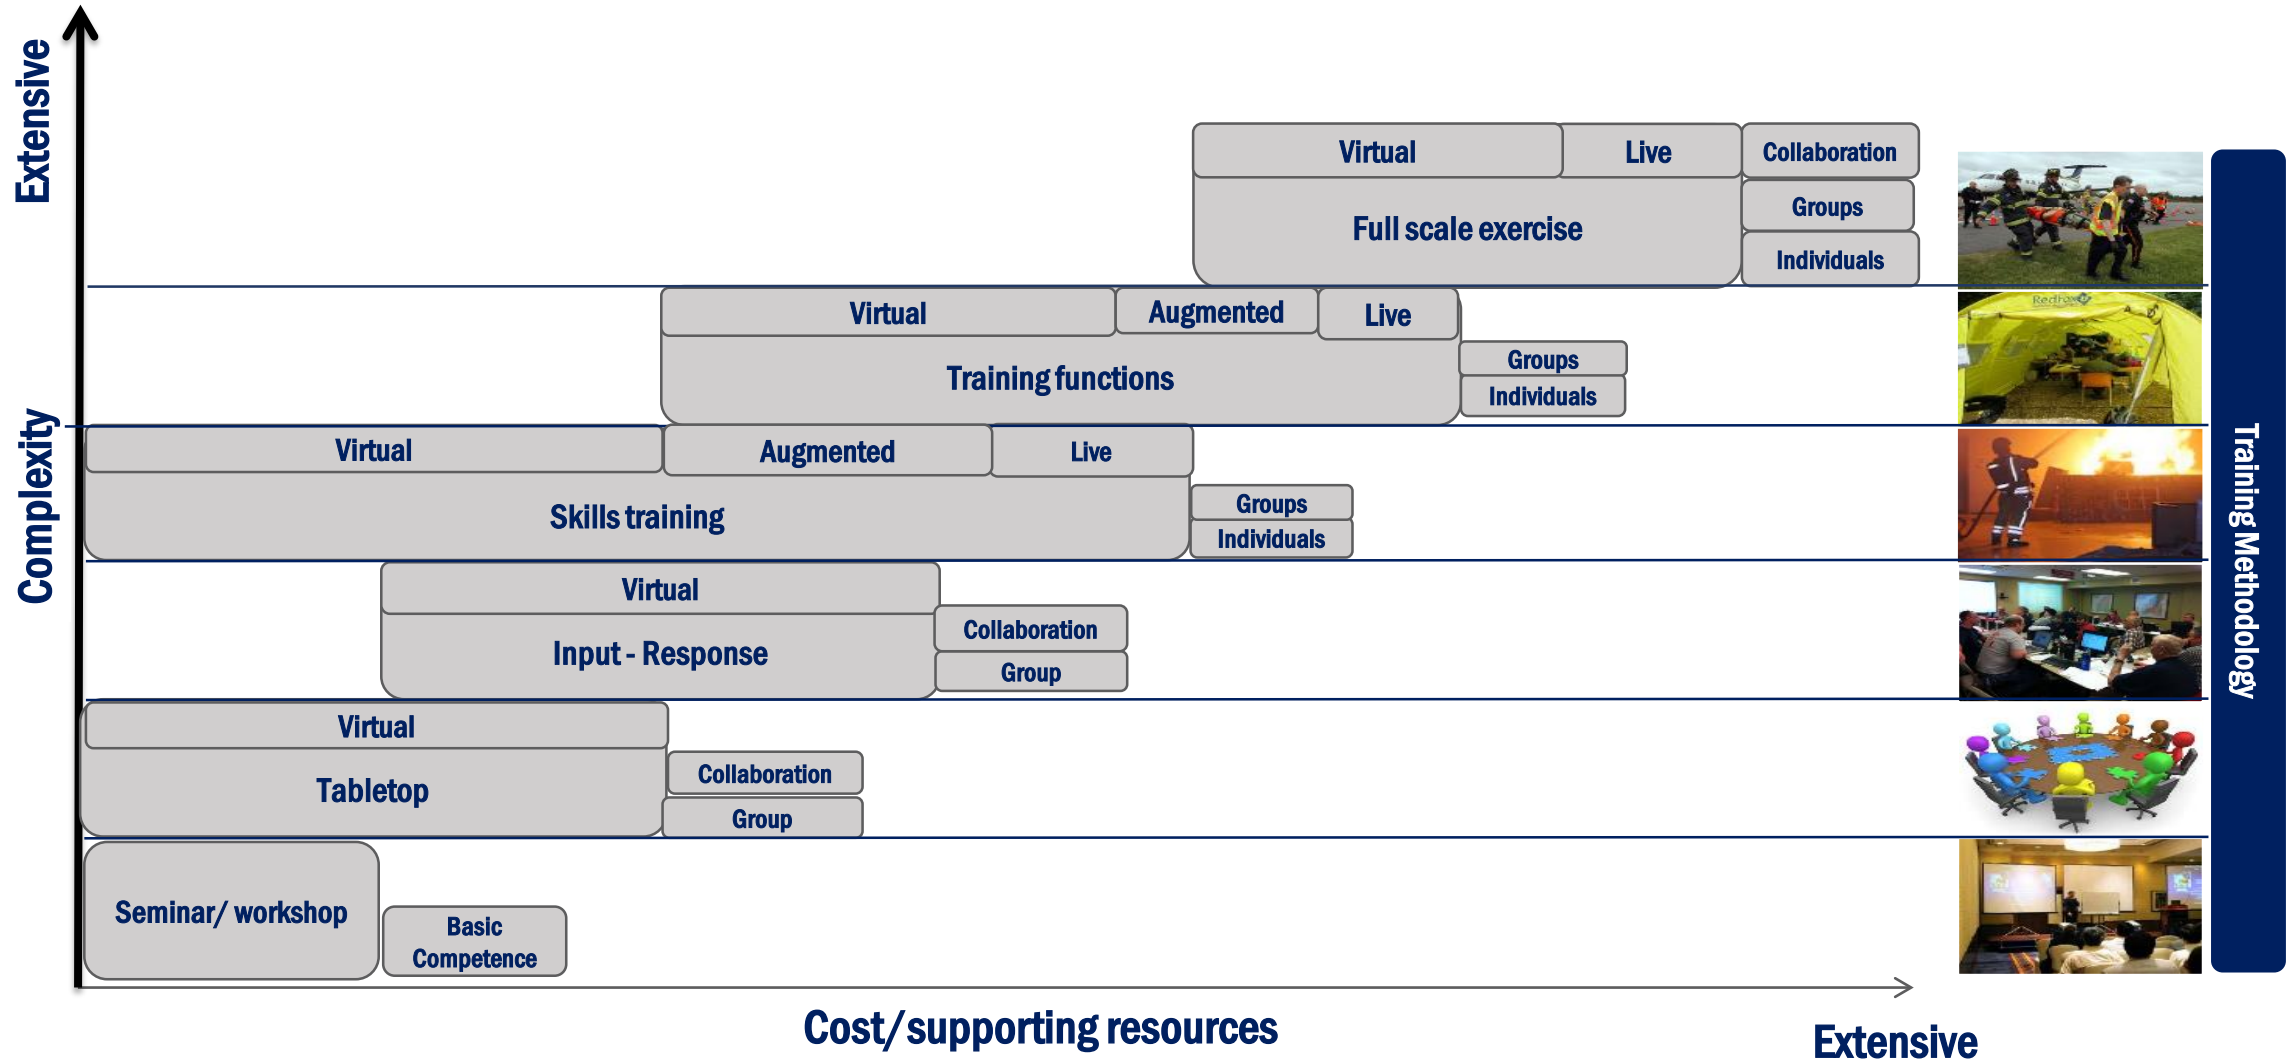 Extensive
Virtual
Live
Collaboration
Groups
Full scale exercise
Individuals
Virtual
Augmented
Live
Redfox
Groups
Training functions
Individuals
Complexity
Virtual
Augmented
Live
Groups
Skills training
Individuals
Training Methodology
Virtual
Collaboration
Input - Response
Group
Virtual
Collaboration
Tabletop
Group
Seminar/ workshop
Basic
Competence
Cost/supporting resources
Extensive